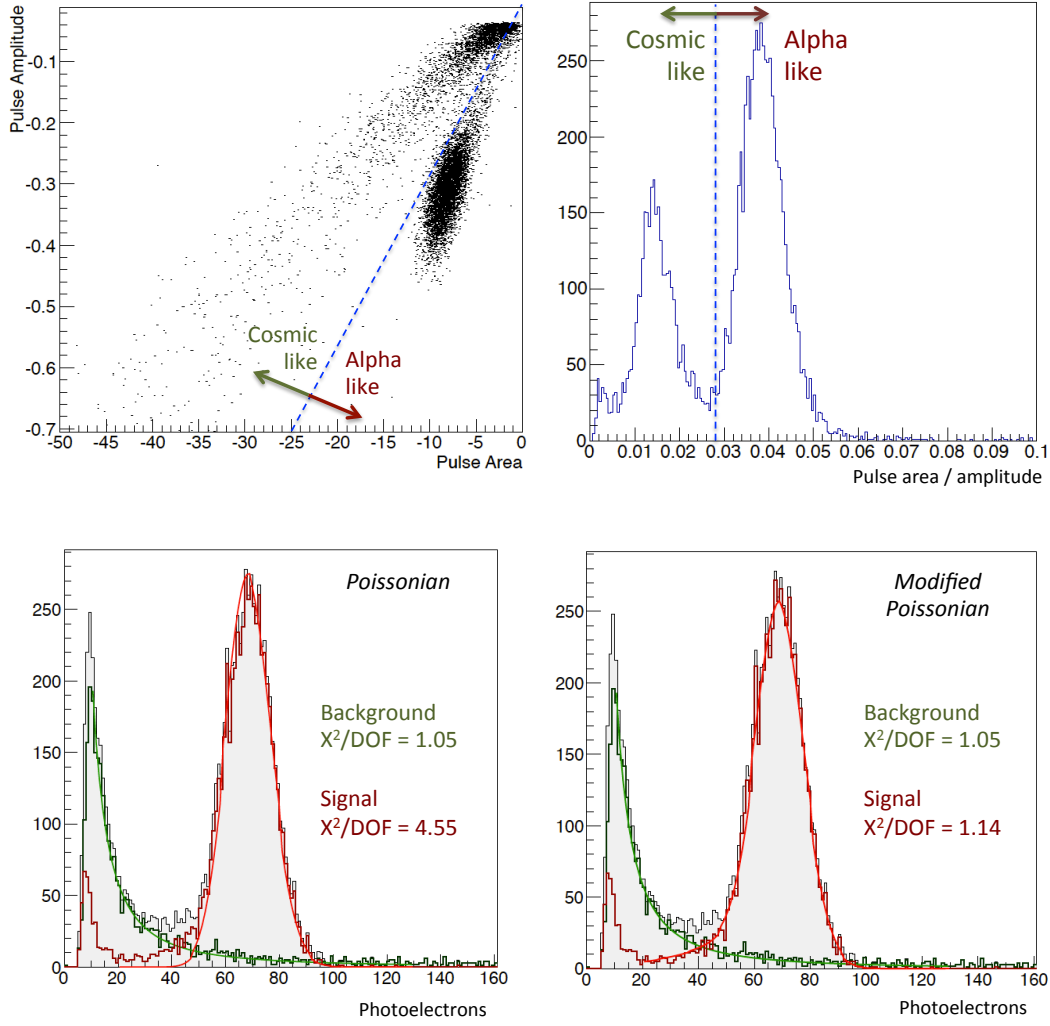 Pulse Amplitude
-0.1
-0.2
-0.3
-0.4
-0.5
-0.6
-0.7
Cosmic
like
Alpha
like
-50 -45 -40 -35 -30 -25 -20 -15 -10 -5 0
Pulse Area
250
200
150
100
50
0
Cosmic
like
Alpha
like
0 0.01 0.02 0.03 0.04 0.05 0.06 0.07 0.08 0.09 0.1
Pulse area / amplitude
250
200
150
100
50
0
Poissonian
Background
X²/DOF = 1.05
Signal
X²/DOF = 4.55
0 20 40 60 80 100 120 140 160
Photoelectrons
250
200
150
100
50
0
Modified
Poissonian
Background
X²/DOF = 1.05
Signal
X²/DOF = 1.14
0 20 40 60 80 100 120 140 160
Photoelectrons